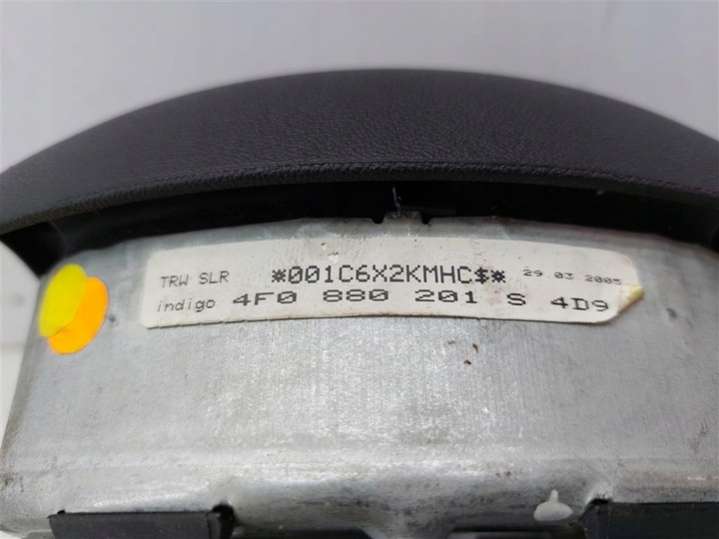 TRW SLR *001C6X2KMHC$* 29.03 2005
indigo 4F0 880 201 S 4D9